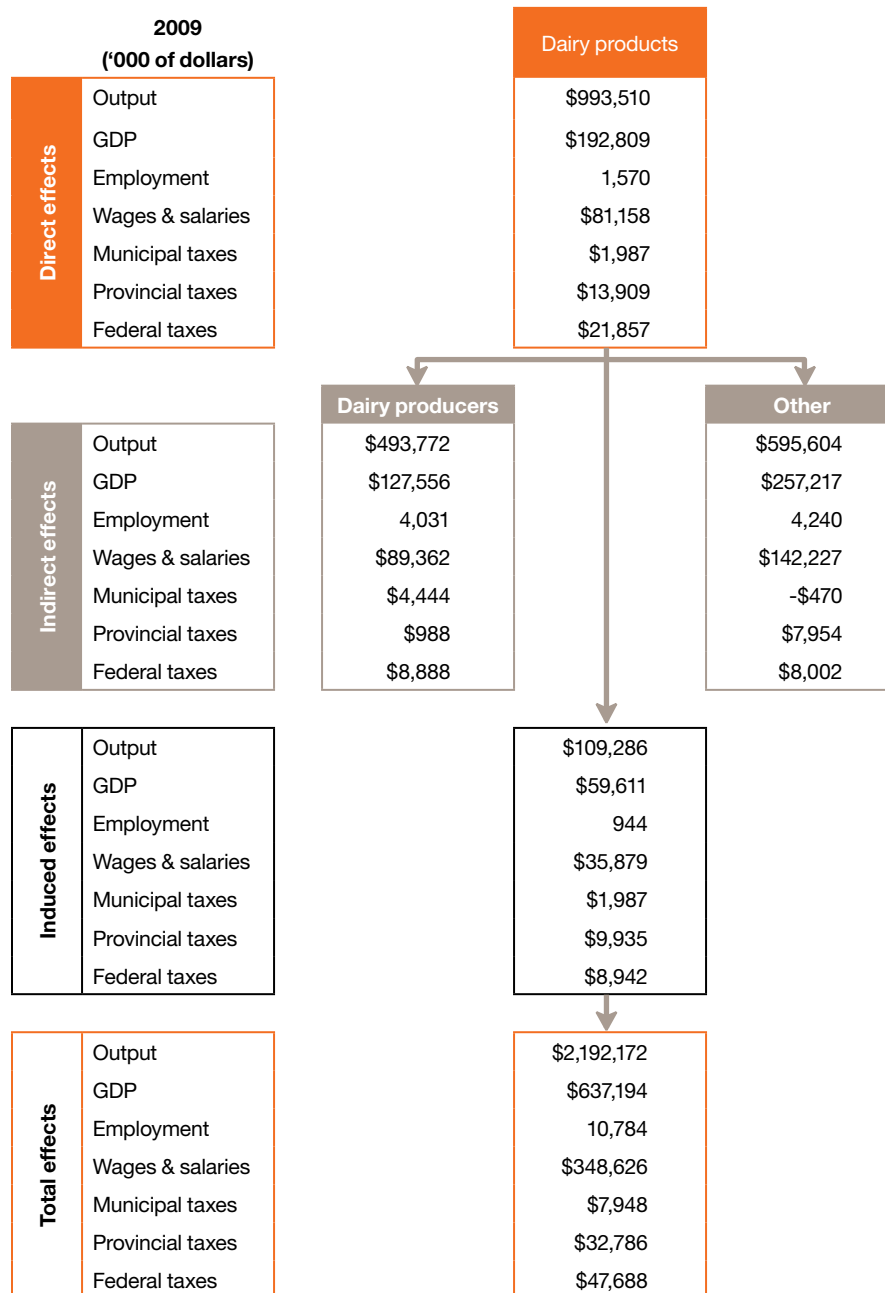 2009
(‘000 of dollars)
Dairy products
Direct effects
Output $993,510
GDP $192,809
Employment 1,570
Wages & salaries $81,158
Municipal taxes $1,987
Provincial taxes $13,909
Federal taxes $21,857
Dairy producers Other
Indirect effects
Output $493,772 $595,604
GDP $127,556 $257,217
Employment 4,031 4,240
Wages & salaries $89,362 $142,227
Municipal taxes $4,444 -$470
Provincial taxes $988 $7,954
Federal taxes $8,888 $8,002
Induced effects
Output $109,286
GDP $59,611
Employment 944
Wages & salaries $35,879
Municipal taxes $1,987
Provincial taxes $9,935
Federal taxes $8,942
Total effects
Output $2,192,172
GDP $637,194
Employment 10,784
Wages & salaries $348,626
Municipal taxes $7,948
Provincial taxes $32,786
Federal taxes $47,688